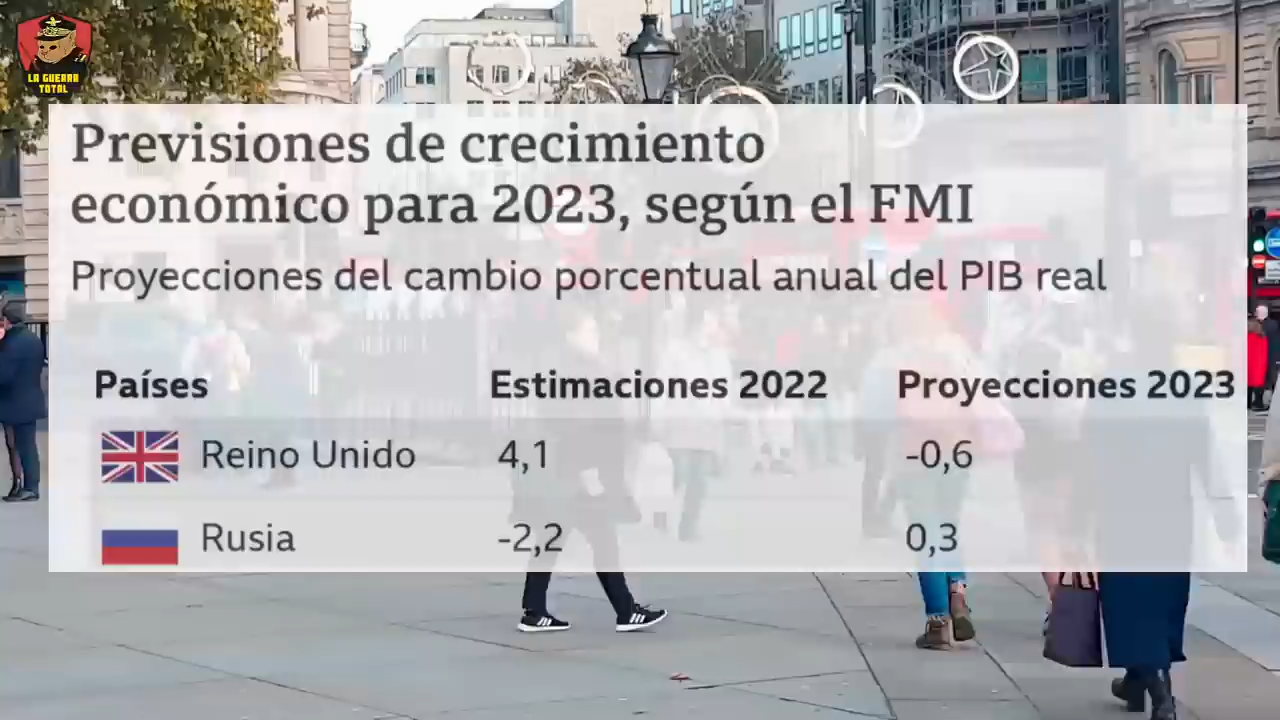 LA GUERRA
TOTAL
Previsiones de crecimiento
económico para 2023, según el FMI
Proyecciones del cambio porcentual anual del PIB real
Países Estimaciones 2022 Proyecciones 2023
Reino Unido 4,1 -0,6
Rusia -2,2 0,3